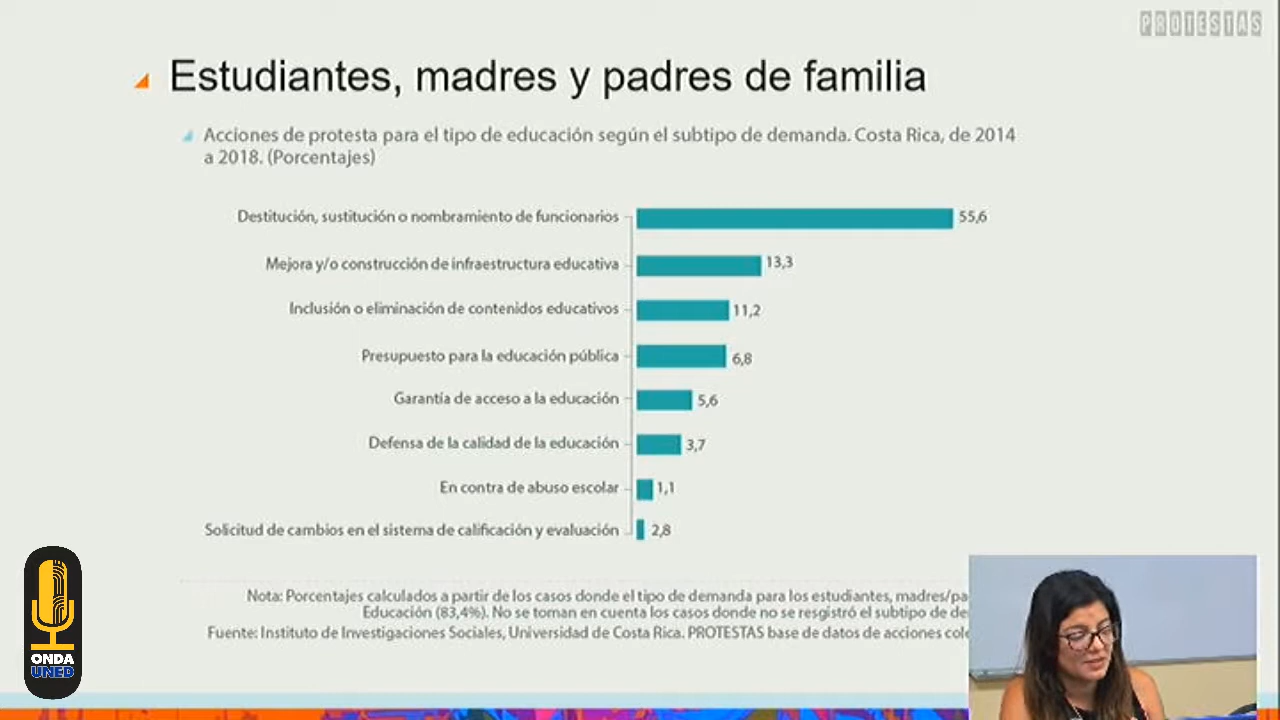 PROTESTAS
Estudiantes, madres y padres de familia
Acciones de protesta para el tipo de educación según el subtipo de demanda. Costa Rica, de 2014
a 2018. (Porcentajes)
Destitución, sustitución o nombramiento de funcionarios 55,6
Mejora y/o construcción de infraestructura educativa 13,3
Inclusión o eliminación de contenidos educativos 11,2
Presupuesto para la educación pública 6,8
Garantía de acceso a la educación 5,6
Defensa de la calidad de la educación 3,7
En contra de abuso escolar 1,1
Solicitud de cambios en el sistema de calificación y evaluación 2,8
Nota: Porcentajes calculados a partir de los casos donde el tipo de demanda para los estudiantes, madres/pa
Educación (83,4%). No se toman en cuenta los casos donde no se resgistró el subtipo de de
Fuente: Instituto de Investigaciones Sociales, Universidad de Costa Rica. PROTESTAS base de datos de acciones cole
ONDA
UNED